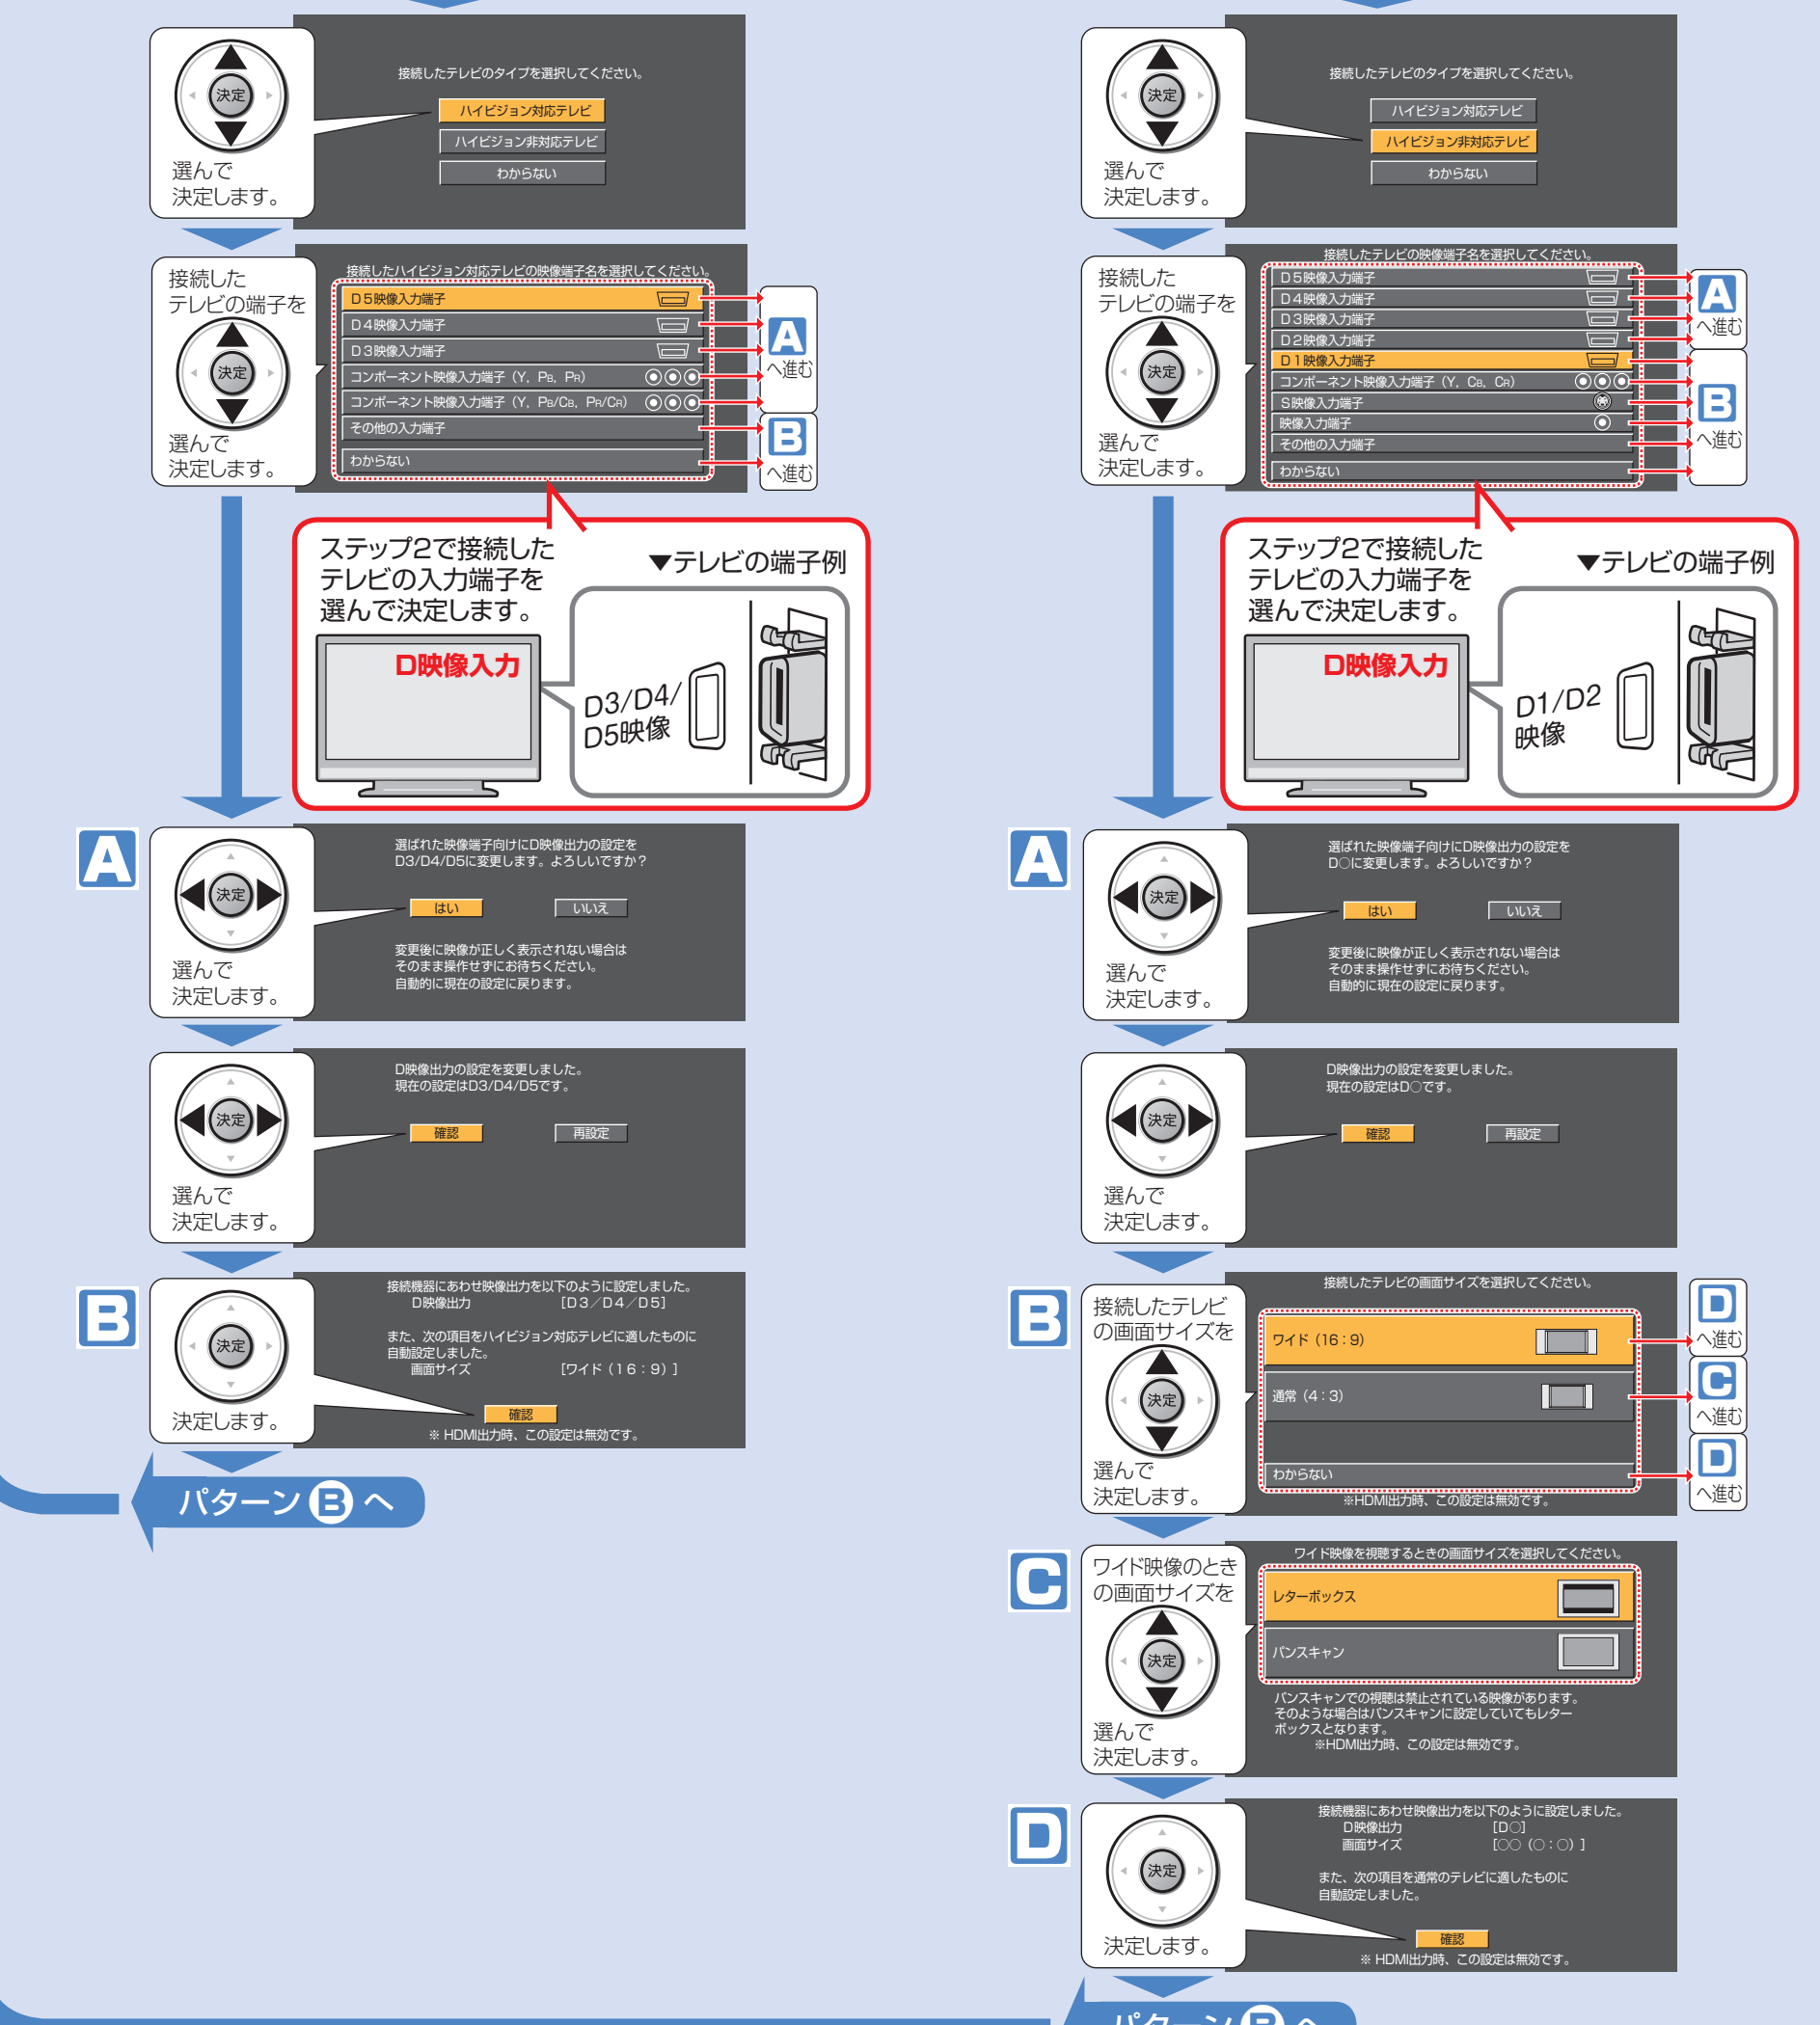 接続したテレビのタイプを選択してください。
決定
ハイビジョン対応テレビ
ハイビジョン非対応テレビ
わからない
選んで
決定します。
接続した
テレビの端子を
決定
選んで
決定します。
接続したハイビジョン対応テレビの映像端子名を選択してください。
D5映像入力端子
D4映像入力端子
D3映像入力端子
コンポーネント映像入力端子（Y，PB，PR）
コンポーネント映像入力端子（Y，PB/CB，PR/CR）
その他の入力端子
わからない
A
へ進む
B
へ進む
ステップ2で接続した
テレビの入力端子を
選んで決定します。
▼テレビの端子例
D映像入力
D3/D4/
D5映像
A
決定
選んで
決定します。
選ばれた映像端子向けにD映像出力の設定を
D3/D4/D5に変更します。よろしいですか？
はい
いいえ
変更後に映像が正しく表示されない場合は
そのまま操作せずにお待ちください。
自動的に現在の設定に戻ります。
決定
選んで
決定します。
D映像出力の設定を変更しました。
現在の設定はD3/D4/D5です。
確認
再設定
B
決定
決定します。
接続機器にあわせ映像出力を以下のように設定しました。
D映像出力 [D3／D4／D5]
また、次の項目をハイビジョン対応テレビに適したものに
自動設定しました。
画面サイズ [ワイド（16：9）]
確認
※ HDMI出力時、この設定は無効です。
パターン B へ
接続したテレビのタイプを選択してください。
決定
ハイビジョン対応テレビ
ハイビジョン非対応テレビ
わからない
選んで
決定します。
接続した
テレビの端子を
決定
選んで
決定します。
接続したテレビの映像端子名を選択してください。
D5映像入力端子
D4映像入力端子
D3映像入力端子
D2映像入力端子
D1映像入力端子
コンポーネント映像入力端子（Y，CB，CR）
S映像入力端子
映像入力端子
その他の入力端子
わからない
A
へ進む
B
へ進む
ステップ2で接続した
テレビの入力端子を
選んで決定します。
▼テレビの端子例
D映像入力
D1/D2
映像
A
決定
選んで
決定します。
選ばれた映像端子向けにD映像出力の設定を
D○に変更します。よろしいですか？
はい
いいえ
変更後に映像が正しく表示されない場合は
そのまま操作せずにお待ちください。
自動的に現在の設定に戻ります。
決定
選んで
決定します。
D映像出力の設定を変更しました。
現在の設定はD○です。
確認
再設定
B
接続したテレビ
の画面サイズを
決定
選んで
決定します。
接続したテレビの画面サイズを選択してください。
ワイド（16：9）
通常（4：3）
わからない
※HDMI出力時、この設定は無効です。
D
へ進む
C
へ進む
D
へ進む
C
ワイド映像のとき
の画面サイズを
決定
選んで
決定します。
ワイド映像を視聴するときの画面サイズを選択してください。
レターボックス
パンスキャン
パンスキャンでの視聴は禁止されている映像があります。
そのような場合はパンスキャンに設定していてもレター
ボックスとなります。
※HDMI出力時、この設定は無効です。
D
決定
決定します。
接続機器にあわせ映像出力を以下のように設定しました。
D映像出力 [D○]
画面サイズ [○○（○：○）]
また、次の項目を通常のテレビに適したものに
自動設定しました。
確認
※ HDMI出力時、この設定は無効です。
パターン B へ